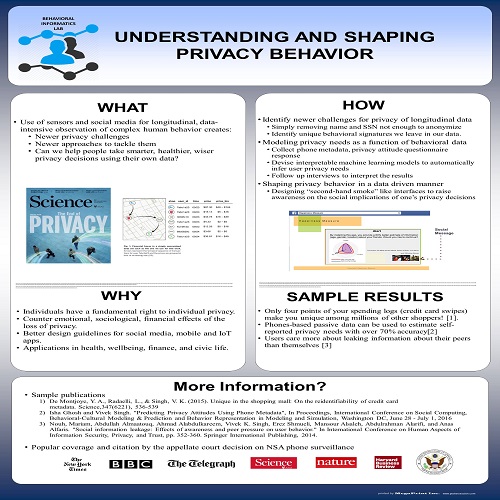 BEHAVIORAL
INFORMATICS
LAB
UNDERSTANDING AND SHAPING
PRIVACY BEHAVIOR
WHAT
• Use of sensors and social media for longitudinal, data-
intensive observation of complex human behavior creates:
• Newer privacy challenges
• Newer approaches to tackle them
• Can we help people take smarter, healthier, wiser
privacy decisions using their own data?
Science
The End of
PRIVACY
WHY
• Individuals have a fundamental right to individual privacy.
• Counter emotional, sociological, financial effects of the
loss of privacy.
• Better design guidelines for social media, mobile and IoT
apps.
• Applications in health, wellbeing, finance, and civic life.
HOW
• Identify newer challenges for privacy of longitudinal data
• Simply removing name and SSN not enough to anonymize
• Identify unique behavioral signatures we leave in our data.
• Modeling privacy needs as a function of behavioral data
• Collect phone metadata, privacy attitude questionnaire
response
• Devise interpretable machine learning models to automatically
infer user privacy needs
• Follow up interviews to interpret the results
• Shaping privacy behavior in a data driven manner
• Designing "second-hand smoke" like interfaces to raise
awareness on the social implications of one's privacy decisions
Social
Message
SAMPLE RESULTS
• Only four points of your spending logs (credit card swipes)
make you unique among millions of other shoppers! [1].
• Phones-based passive data can be used to estimate self-
reported privacy needs with over 70% accuracy[2]
• Users care more about leaking information about their peers
than themselves [3]
More Information?
• Sample publications
1) De Montjoye, Y. A., Radaelli, L., & Singh, V. K. (2015). Unique in the shopping mall: On the reidentifiability of credit card
metadata. Science,347(6221), 536-539
2) Isha Ghosh and Vivek Singh. "Predicting Privacy Attitudes Using Phone Metadata", In Proceedings, International Conference on Social Computing,
Behavioral-Cultural Modeling & Prediction and Behavior Representation in Modeling and Simulation, Washington DC, June 28 - July 1, 2016
3) Nouh, Mariam, Abdullah Almaatouq, Ahmad Alabdulkareem, Vivek K. Singh, Erez Shmueli, Mansour Alsaleh, Abdulrahman Alarifi, and Anas
Alfaris. "Social information leakage: Effects of awareness and peer pressure on user behavior." In International Conference on Human Aspects of
Information Security, Privacy, and Trust, pp. 352-360. Springer International Publishing, 2014.
• Popular coverage and citation by the appellate court decision on NSA phone surveillance
The
New York
Times
BBC
The Telegraph
Science
nature
Harvard
Business
Review
MegaPrint Inc.